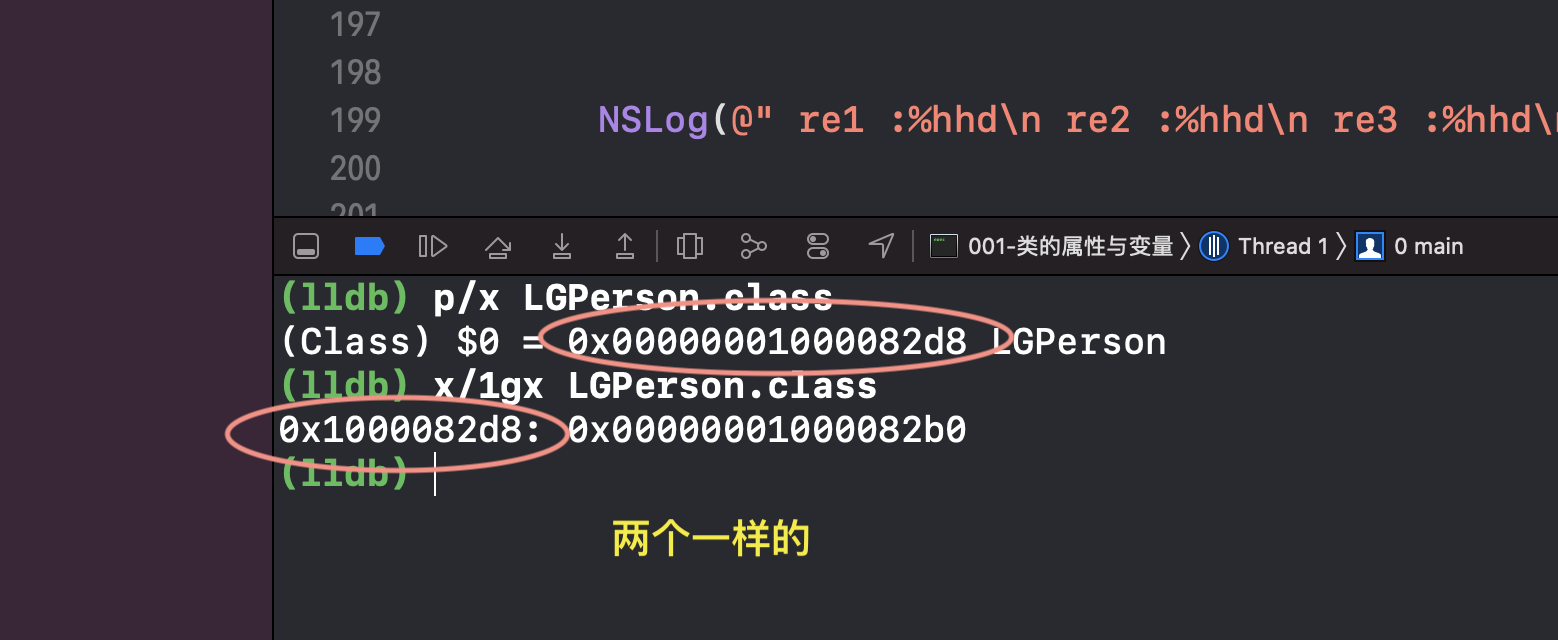 197
198
199 NSLog(@" re1 :%hhd\n re2 :%hhd\n re3 :%hhd\
200
201
001-类的属性与变量 〉 Thread 1 〉 0 main
(lldb) p/x LGPerson.class
(Class) $0 = 0x00000001000082d8 LGPerson
(lldb) x/1gx LGPerson.class
0x1000082d8: 0x00000001000082b0
(lldb)
两个一样的